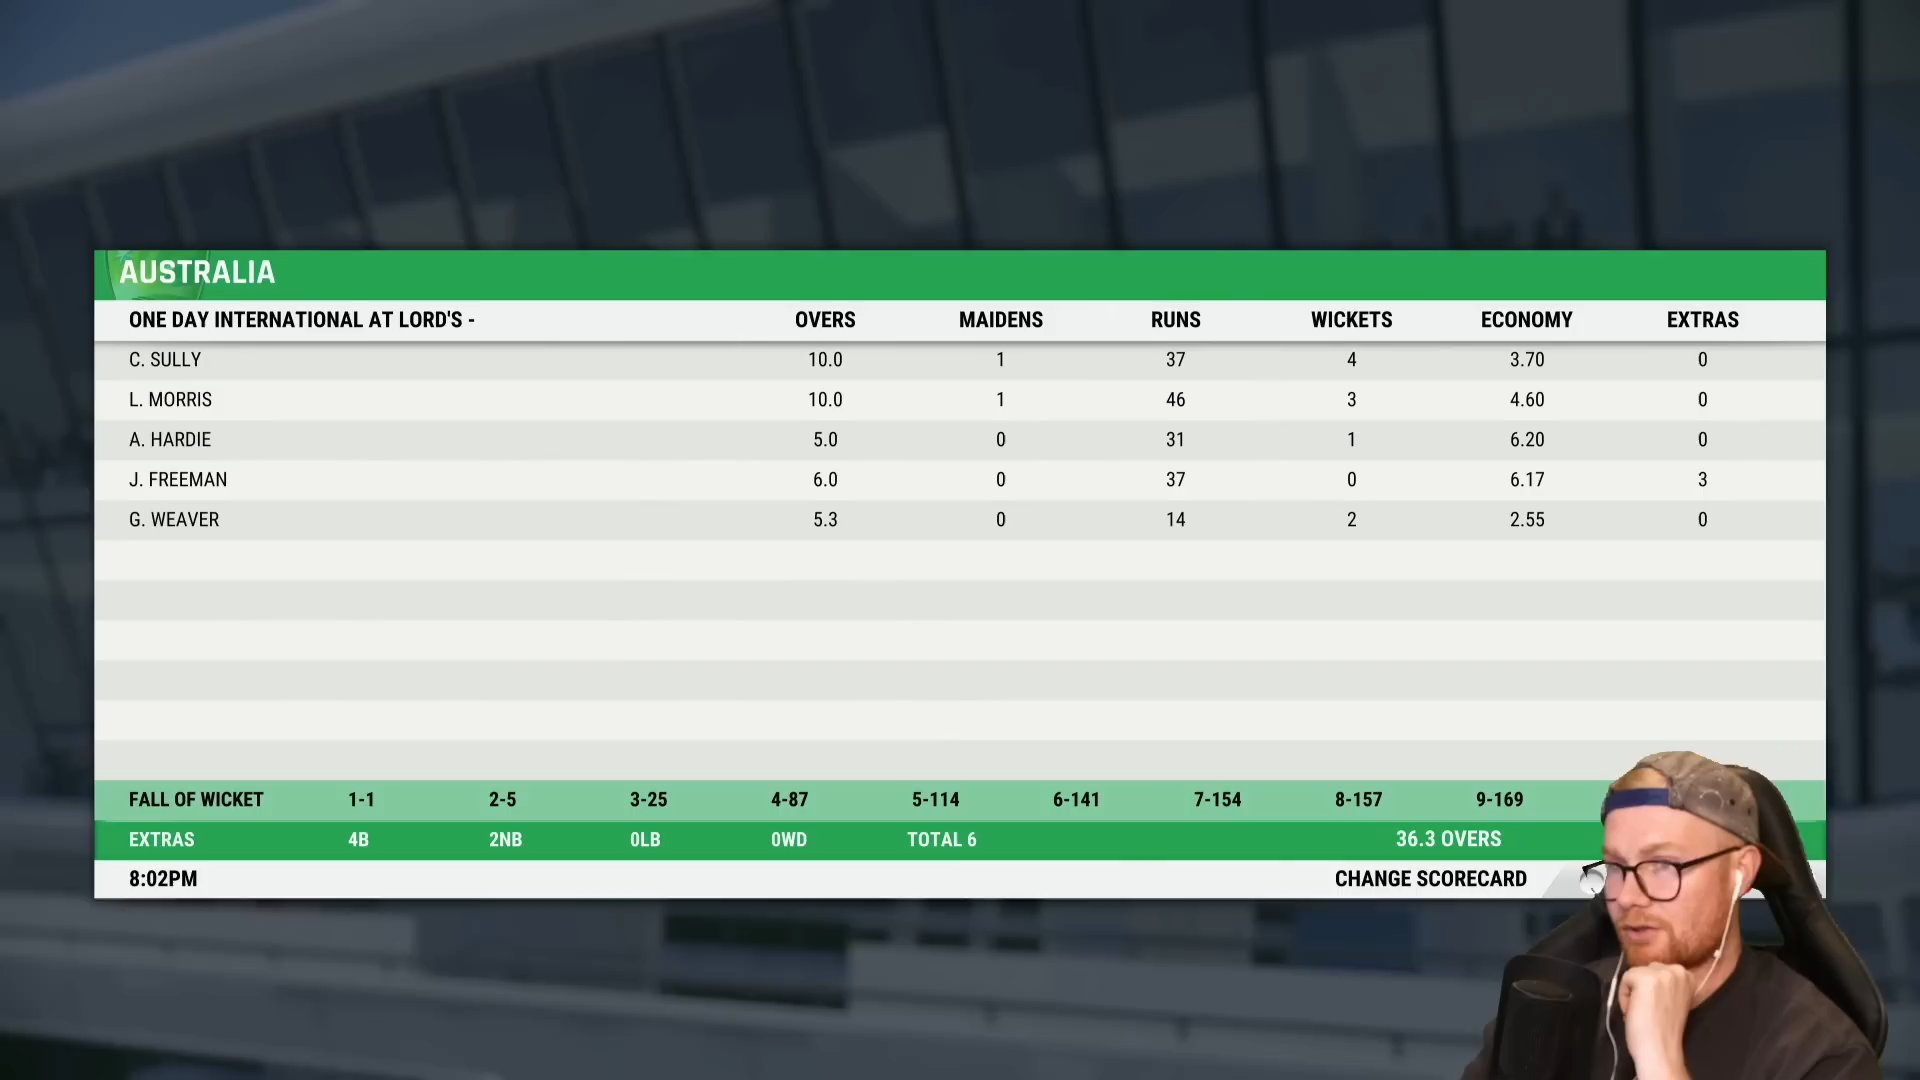 AUSTRALIA
ONE DAY INTERNATIONAL AT LORD'S - OVERS MAIDENS RUNS WICKETS ECONOMY EXTRAS
C. SULLY 10.0 1 37 4 3.70 0
L. MORRIS 10.0 1 46 3 4.60 0
A. HARDIE 5.0 0 31 1 6.20 0
J. FREEMAN 6.0 0 37 0 6.17 3
G. WEAVER 5.3 0 14 2 2.55 0
FALL OF WICKET 1-1 2-5 3-25 4-87 5-114 6-141 7-154 8-157 9-169
EXTRAS 4B 2NB 0LB 0WD TOTAL 6 36.3 OVERS
8:02PM CHANGE SCORECARD